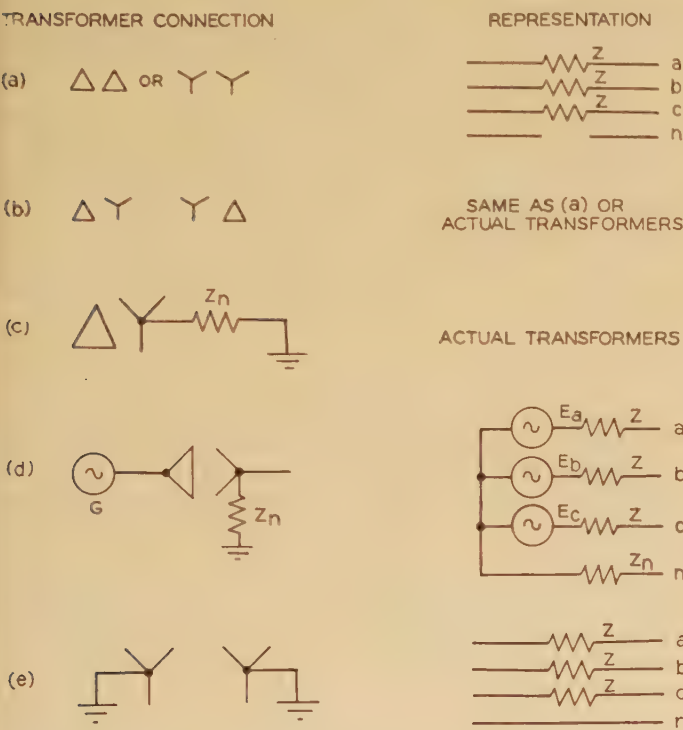 TRANSFORMER CONNECTION
REPRESENTATION
(a)
OR
Z
a
Z
b
Z
c
n
(b)
SAME AS (a) OR
ACTUAL TRANSFORMERS
(c)
Zn
ACTUAL TRANSFORMERS
(d)
G
Zn
Ea
Z
a
Eb
Z
b
Ec
Z
Zn
n
(e)
Z
a
Z
b
Z